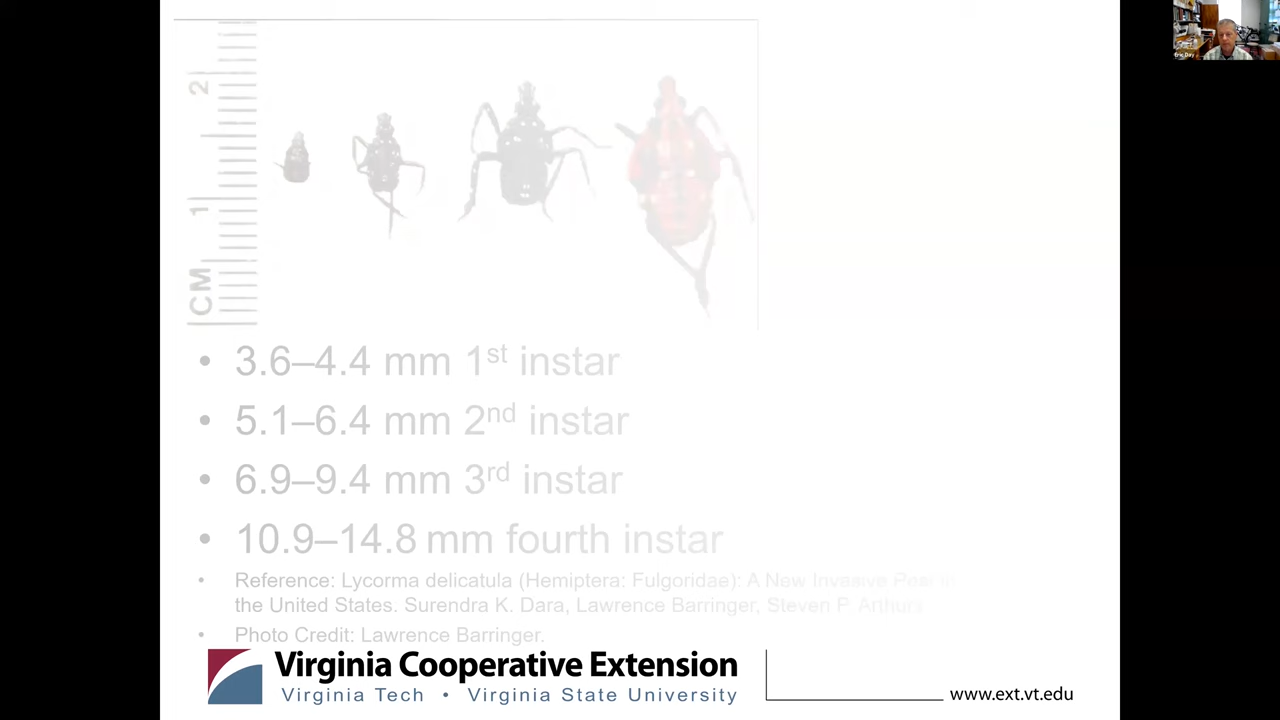 Eric Day
2
1
CM
• 3.6–4.4 mm 1st instar
• 5.1–6.4 mm 2nd instar
• 6.9–9.4 mm 3rd instar
• 10.9–14.8 mm fourth instar
• Reference: Lycorma delicatula (Hemiptera: Fulgoridae): A New Invasive Pest in
the United States. Surendra K. Dara, Lawrence Barringer, Steven P. Arthurs
• Photo Credit: Lawrence Barringer.
Virginia Cooperative Extension
Virginia Tech • Virginia State University
www.ext.vt.edu